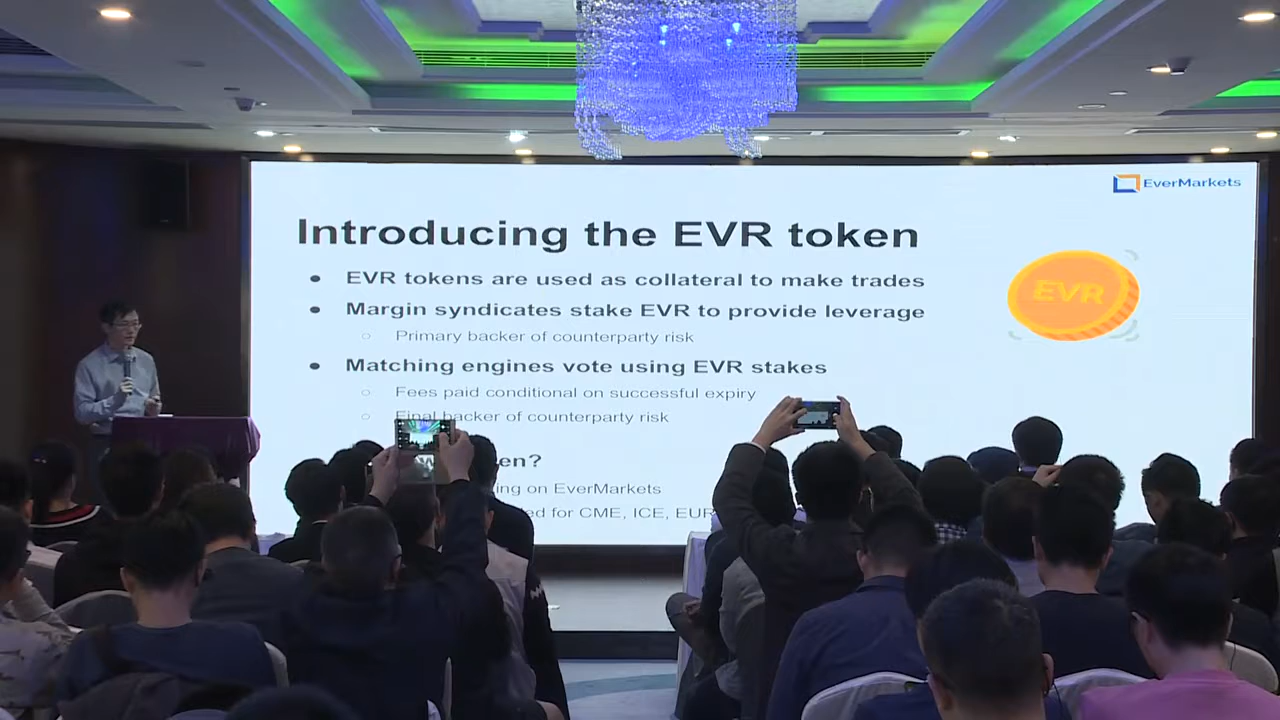 EverMarkets
Introducing the EVR token
EVR
• EVR tokens are used as collateral to make trades
• Margin syndicates stake EVR to provide leverage
○ Primary backer of counterparty risk
• Matching engines vote using EVR stakes
○ Fees paid conditional on successful expiry
○ Final backer of counterparty risk
en?
ing on EverMarkets
ed for CME, ICE, EUR